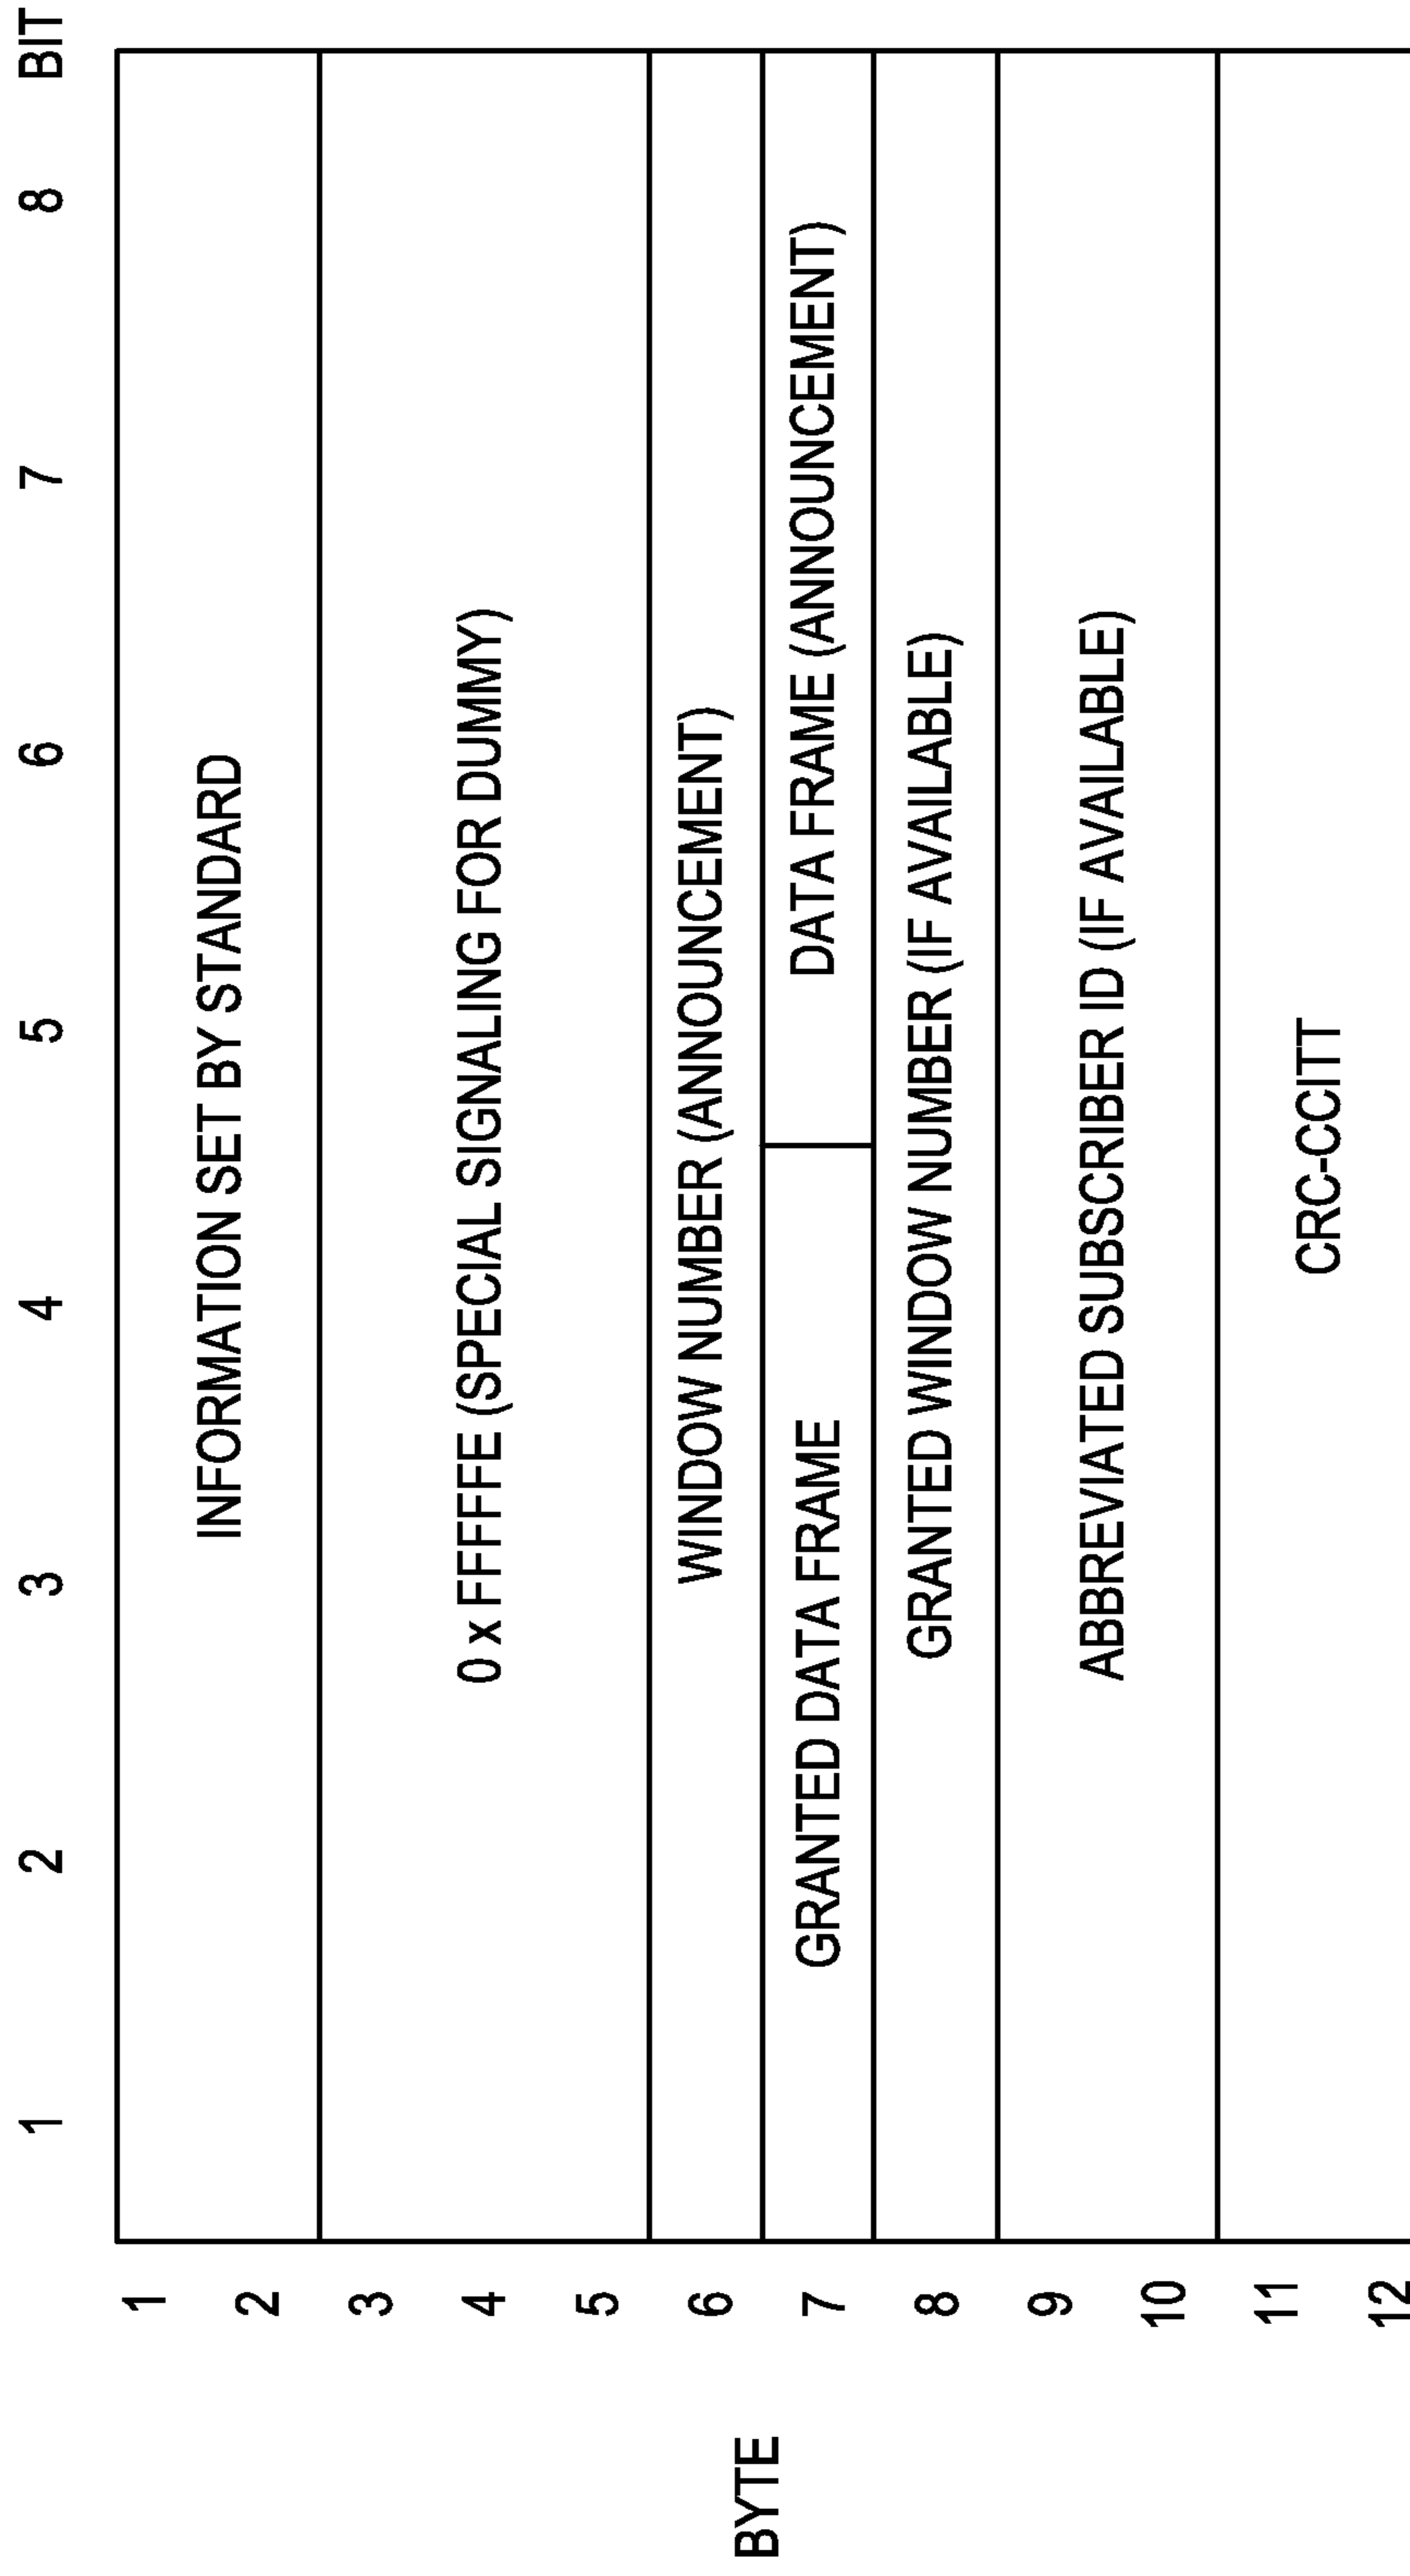 1 2 3 4 5 6 7 8 BIT
1
INFORMATION SET BY STANDARD
2
3
4 0 x FFFFFE (SPECIAL SIGNALING FOR DUMMY)
5
6 WINDOW NUMBER (ANNOUNCEMENT)
BYTE
7 GRANTED DATA FRAME DATA FRAME (ANNOUNCEMENT)
8 GRANTED WINDOW NUMBER (IF AVAILABLE)
9
ABBREVIATED SUBSCRIBER ID (IF AVAILABLE)
10
11
CRC-CCITT
12